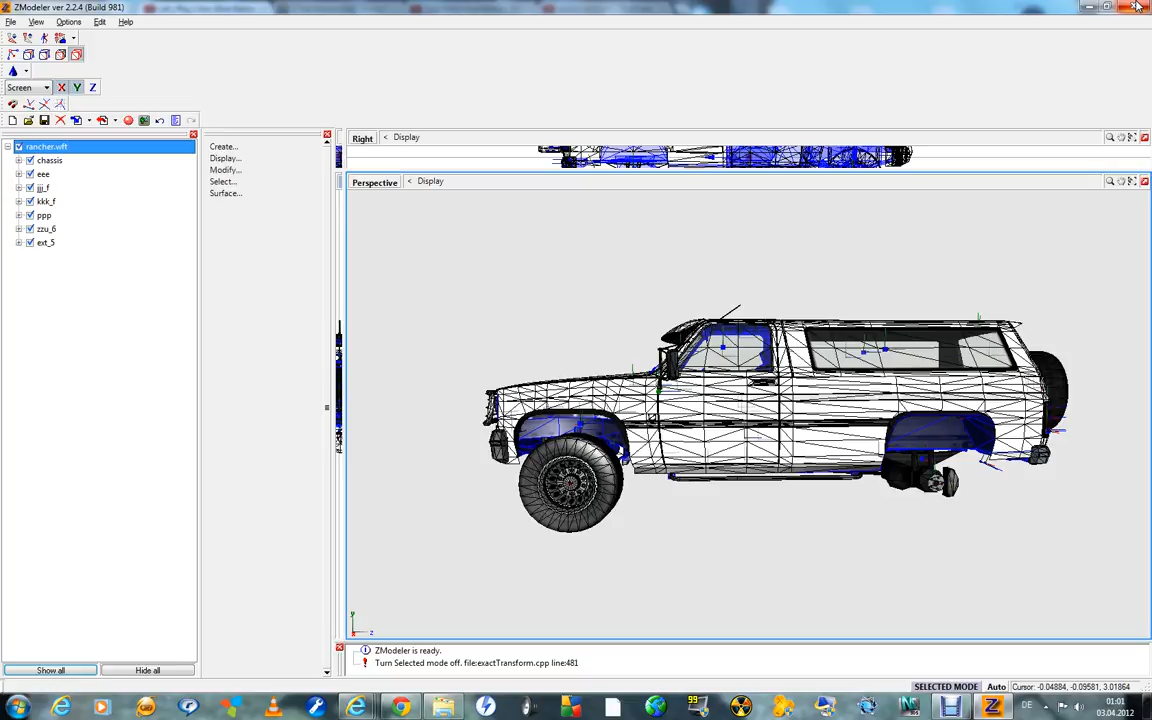 ZModeler ver 2.2.4 (Build 981)
File View Options Edit Help
Screen X Y Z
rancher.wft
chassis
eee
jjj_f
kkk_f
ppp
zzu_6
ext_5
Show all Hide all
Create...
Display...
Modify...
Select...
Surface...
Right < Display
Perspective < Display
y
z
ZModeler is ready.
Turn Selected mode off. file:exactTransform.cpp line:481
SELECTED MODE Auto Cursor: -0.04884, -0.09581, 3.01864
99
DE
01:01
03.04.2012